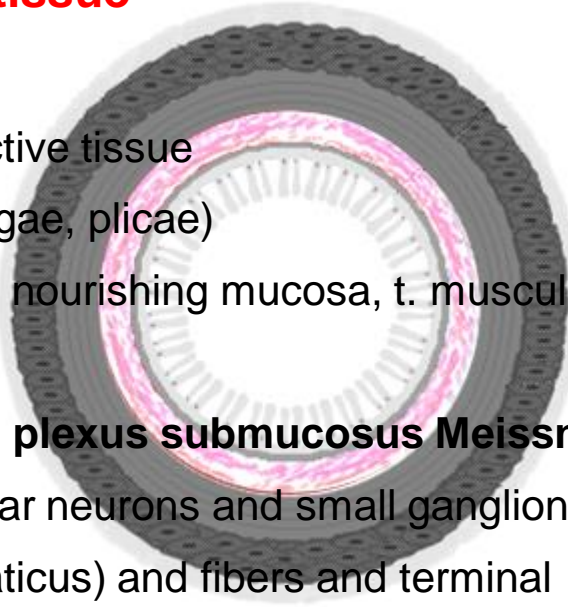 tissue
ctive tissue
gae, plicae)
nourishing mucosa, t. muscul
plexus submucosus Meissn
ar neurons and small ganglion
aticus) and fibers and terminal